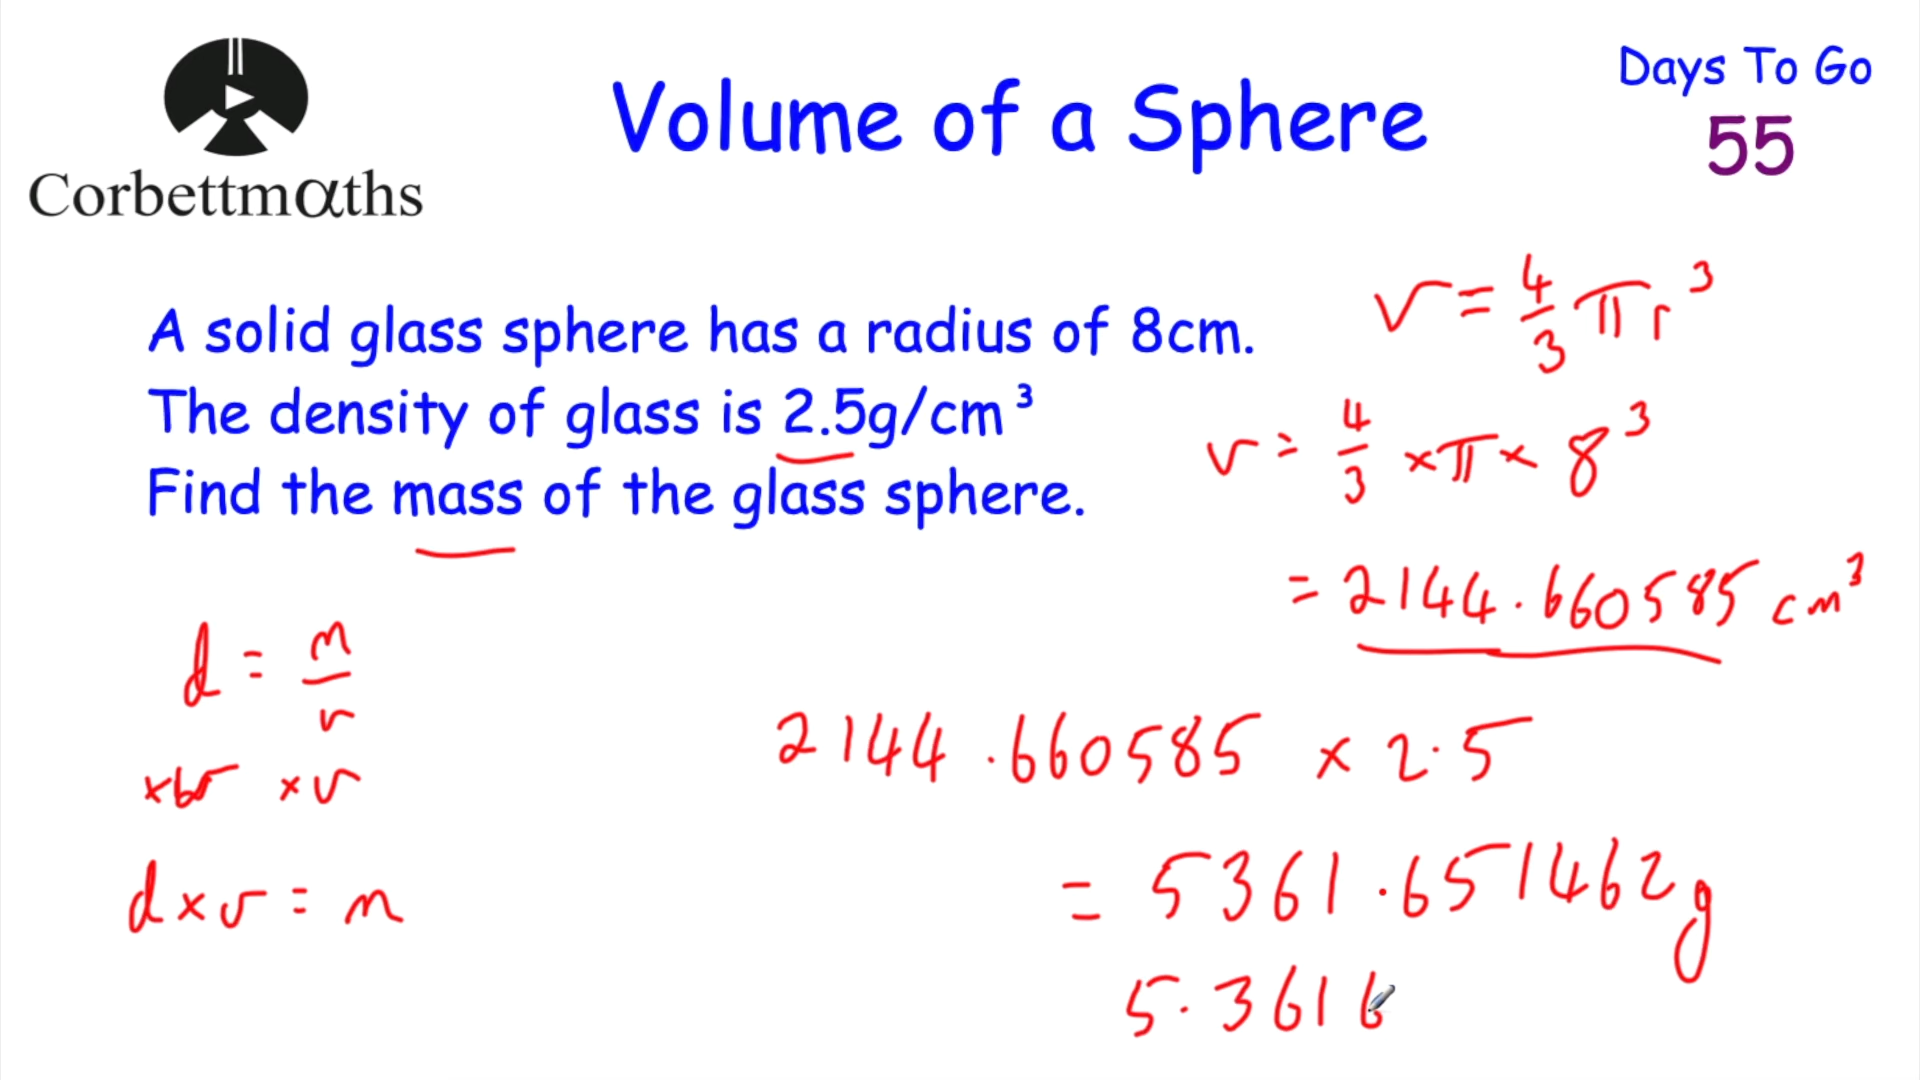 Corbettmαths
Volume of a Sphere
Days To Go
55
A solid glass sphere has a radius of 8cm.
The density of glass is 2.5g/cm³
Find the mass of the glass sphere.
v = 4/3 πr³
v = 4/3 × π × 8³
= 2144.660585 cm³
d = m/v
×v ×v
d × v = m
2144.660585 × 2.5
= 5361.651462g
5.3616